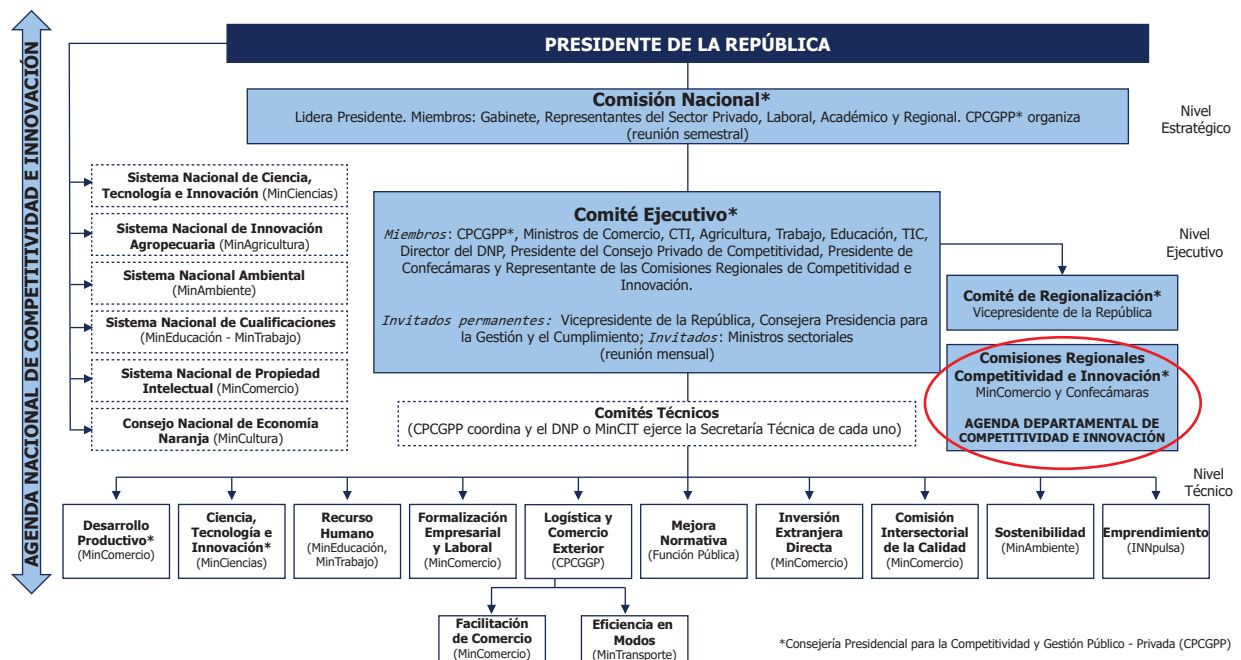 AGENDA NACIONAL DE COMPETITIVIDAD E INNOVACIÓN
PRESIDENTE DE LA REPÚBLICA
Comisión Nacional*
Lidera Presidente. Miembros: Gabinete, Representantes del Sector Privado, Laboral, Académico y Regional. CPCGPP* organiza
(reunión semestral)
Nivel
Estratégico
Sistema Nacional de Ciencia,
Tecnología e Innovación (MinCiencias)
Sistema Nacional de Innovación
Agropecuaria (MinAgricultura)
Sistema Nacional Ambiental
(MinAmbiente)
Sistema Nacional de Cualificaciones
(MinEducación - MinTrabajo)
Sistema Nacional de Propiedad
Intelectual (MinComercio)
Consejo Nacional de Economía
Naranja (MinCultura)
Comité Ejecutivo*
Miembros: CPCGPP*, Ministros de Comercio, CTI, Agricultura, Trabajo, Educación, TIC,
Director del DNP, Presidente del Consejo Privado de Competitividad, Presidente de
Confecámaras y Representante de las Comisiones Regionales de Competitividad e
Innovación.
Invitados permanentes: Vicepresidente de la República, Consejera Presidencia para
la Gestión y el Cumplimiento; Invitados: Ministros sectoriales
(reunión mensual)
Nivel
Ejecutivo
Comité de Regionalización*
Vicepresidente de la República
Comisiones Regionales
Competitividad e Innovación*
MinComercio y Confecámaras
AGENDA DEPARTAMENTAL DE
COMPETITIVIDAD E INNOVACIÓN
Comités Técnicos
(CPCGPP coordina y el DNP o MinCIT ejerce la Secretaría Técnica de cada uno)
Nivel
Técnico
Desarrollo
Productivo*
(MinComercio)
Ciencia,
Tecnología e
Innovación*
(MinCiencias)
Recurso
Humano
(MinEducación,
MinTrabajo)
Formalización
Empresarial
y Laboral
(MinComercio)
Logística y
Comercio
Exterior
(CPCGGP)
Mejora
Normativa
(Función Pública)
Inversión
Extranjera
Directa
(MinComercio)
Comisión
Intersectorial
de la Calidad
(MinComercio)
Sostenibilidad
(MinAmbiente)
Emprendimiento
(INNpulsa)
Facilitación
de Comercio
(MinComercio)
Eficiencia en
Modos
(MinTransporte)
*Consejería Presidencial para la Competitividad y Gestión Público - Privada (CPCGPP)